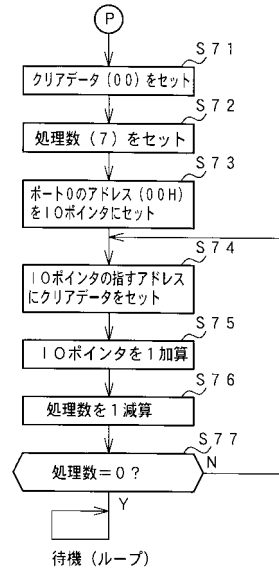 P
S71
クリアデータ(00)をセット
S72
処理数(7)をセット
S73
ポート0のアドレス(00H)
をIOポインタにセット
S74
IOポインタの指すアドレス
にクリアデータをセット
S75
IOポインタを1加算
S76
処理数を1減算
S77
処理数=0?
N
Y
待機(ループ)